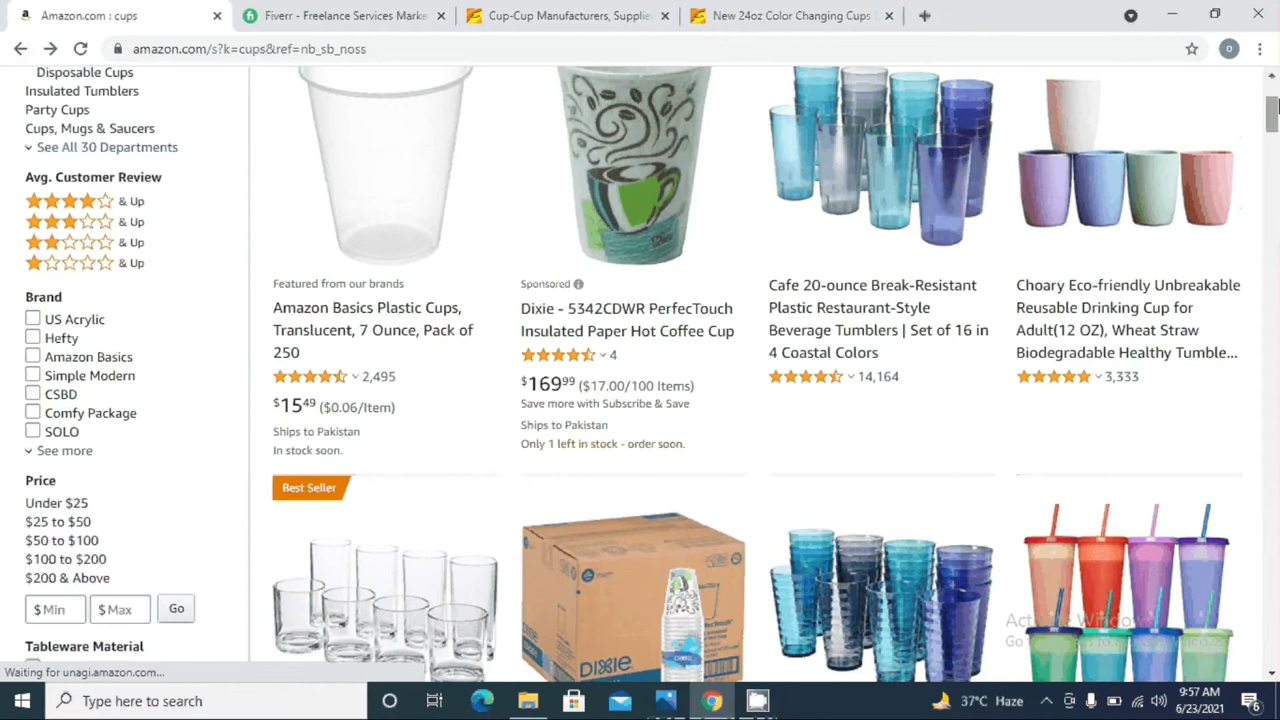 Amazon.com : cups
Fiverr - Freelance Services Marke
Cup-Cup Manufacturers, Supplie
New 24oz Color Changing Cups
amazon.com/s?k=cups&ref=nb_sb_noss
o
Disposable Cups
Insulated Tumblers
Party Cups
Cups, Mugs & Saucers
See All 30 Departments
Avg. Customer Review
& Up
& Up
& Up
& Up
Brand
US Acrylic
Hefty
Amazon Basics
Simple Modern
CSBD
Comfy Package
SOLO
See more
Price
Under $25
$25 to $50
$50 to $100
$100 to $200
$200 & Above
$ Min $ Max Go
Tableware Material
Featured from our brands
Amazon Basics Plastic Cups,
Translucent, 7 Ounce, Pack of
250
2,495
$15.49 ($0.06/Item)
Ships to Pakistan
In stock soon.
Sponsored
Dixie - 5342CDWR PerfecTouch
Insulated Paper Hot Coffee Cup
4
$169.99 ($17.00/100 Items)
Save more with Subscribe & Save
Ships to Pakistan
Only 1 left in stock - order soon.
Cafe 20-ounce Break-Resistant
Plastic Restaurant-Style
Beverage Tumblers | Set of 16 in
4 Coastal Colors
14,164
Choary Eco-friendly Unbreakable
Reusable Drinking Cup for
Adult(12 OZ), Wheat Straw
Biodegradable Healthy Tumble...
3,333
Best Seller
DIXIE
Waiting for unagi.amazon.com...
Type here to search
37°C Haze
9:57 AM
6/23/2021
6